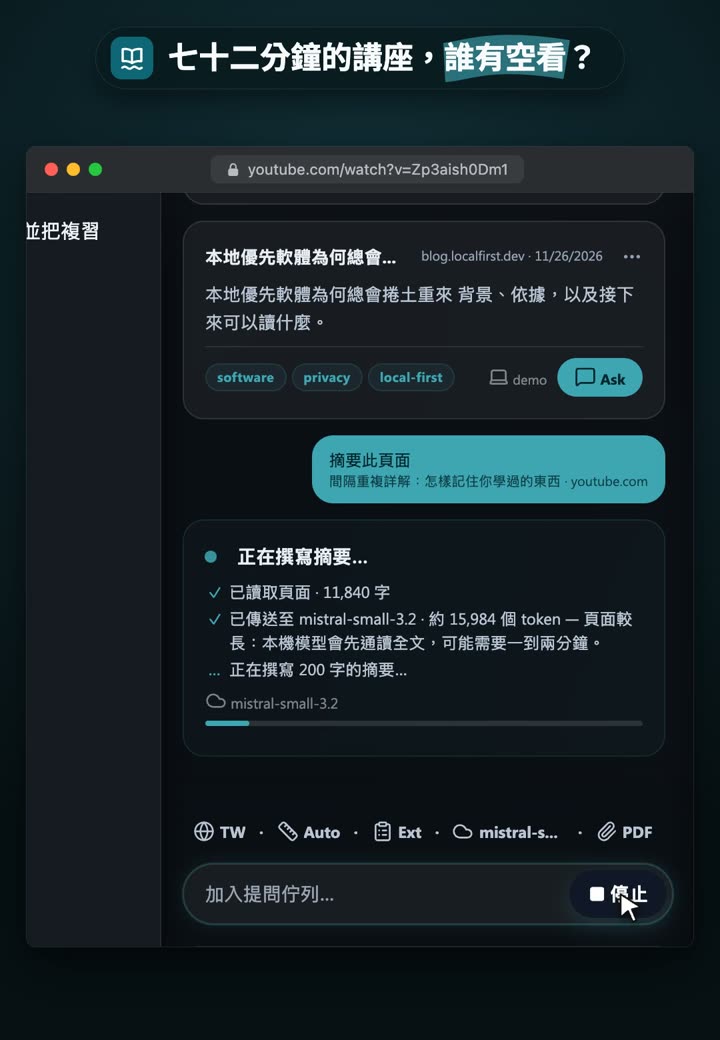 七十二分鐘的講座，誰有空看？
youtube.com/watch?v=Zp3aish0Dm1
並把複習
本地優先軟體為何總會... blog.localfirst.dev · 11/26/2026
本地優先軟體為何總會捲土重來 背景、依據，以及接下
來可以讀什麼。
software privacy local-first demo Ask
摘要此頁面
間隔重複詳解：怎樣記住你學過的東西 · youtube.com
正在撰寫摘要...
已讀取頁面 · 11,840 字
已傳送至 mistral-small-3.2 · 約 15,984 個 token — 頁面較
長：本機模型會先通讀全文，可能需要一到兩分鐘。
... 正在撰寫 200 字的摘要...
mistral-small-3.2
TW · Auto · Ext · mistral-s... · PDF
加入提問佇列... 停止